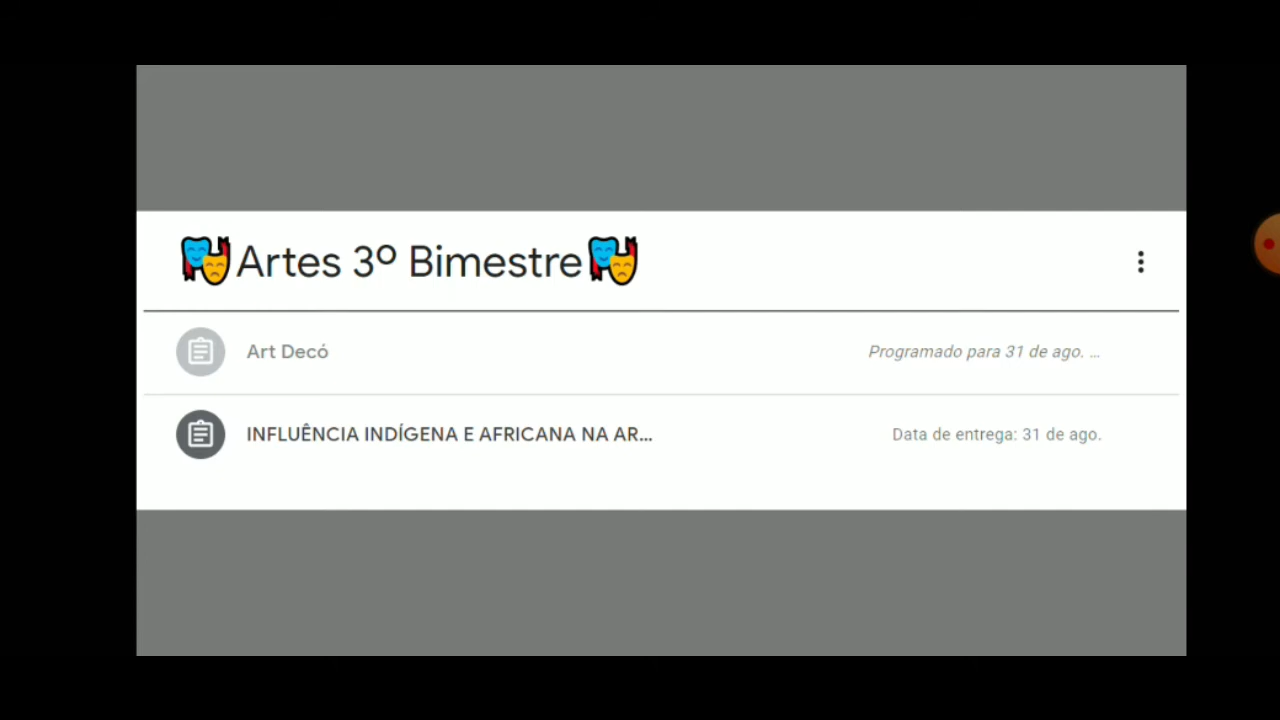 🎭Artes 3º Bimestre🎭
Art Decó Programado para 31 de ago. ...
INFLUÊNCIA INDÍGENA E AFRICANA NA AR... Data de entrega: 31 de ago.